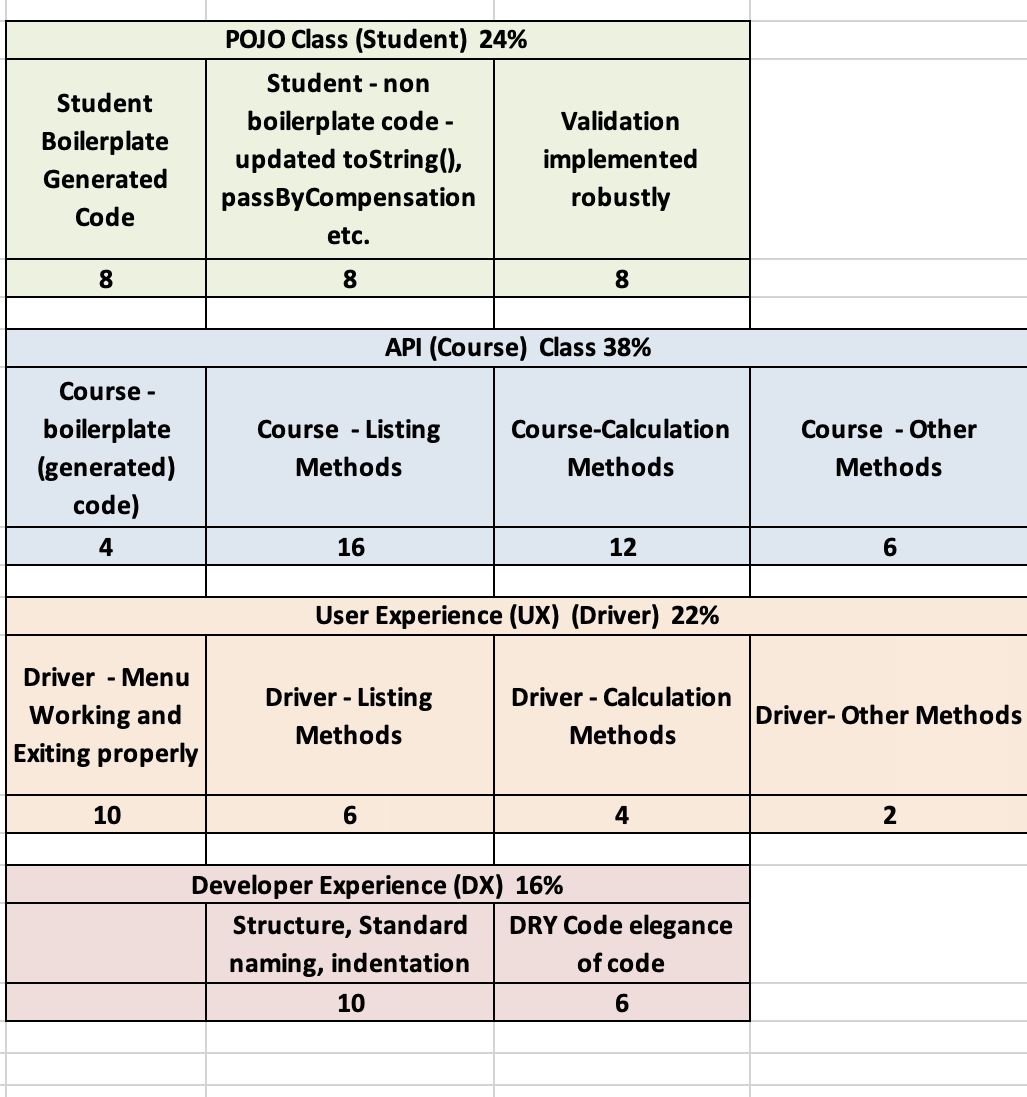 POJO Class (Student)  24%
Student
Boilerplate
Generated
Code
Student - non
boilerplate code -
updated toString(),
passByCompensation
etc.
Validation
implemented
robustly
8
8
8
API (Course)  Class 38%
Course -
boilerplate
(generated)
code)
Course  - Listing
Methods
Course-Calculation
Methods
Course  - Other
Methods
4
16
12
6
User Experience (UX)  (Driver)  22%
Driver  - Menu
Working and
Exiting properly
Driver - Listing
Methods
Driver - Calculation
Methods
Driver- Other Methods
10
6
4
2
Developer Experience (DX)  16%
Structure, Standard
naming, indentation
DRY Code elegance
of code
10
6